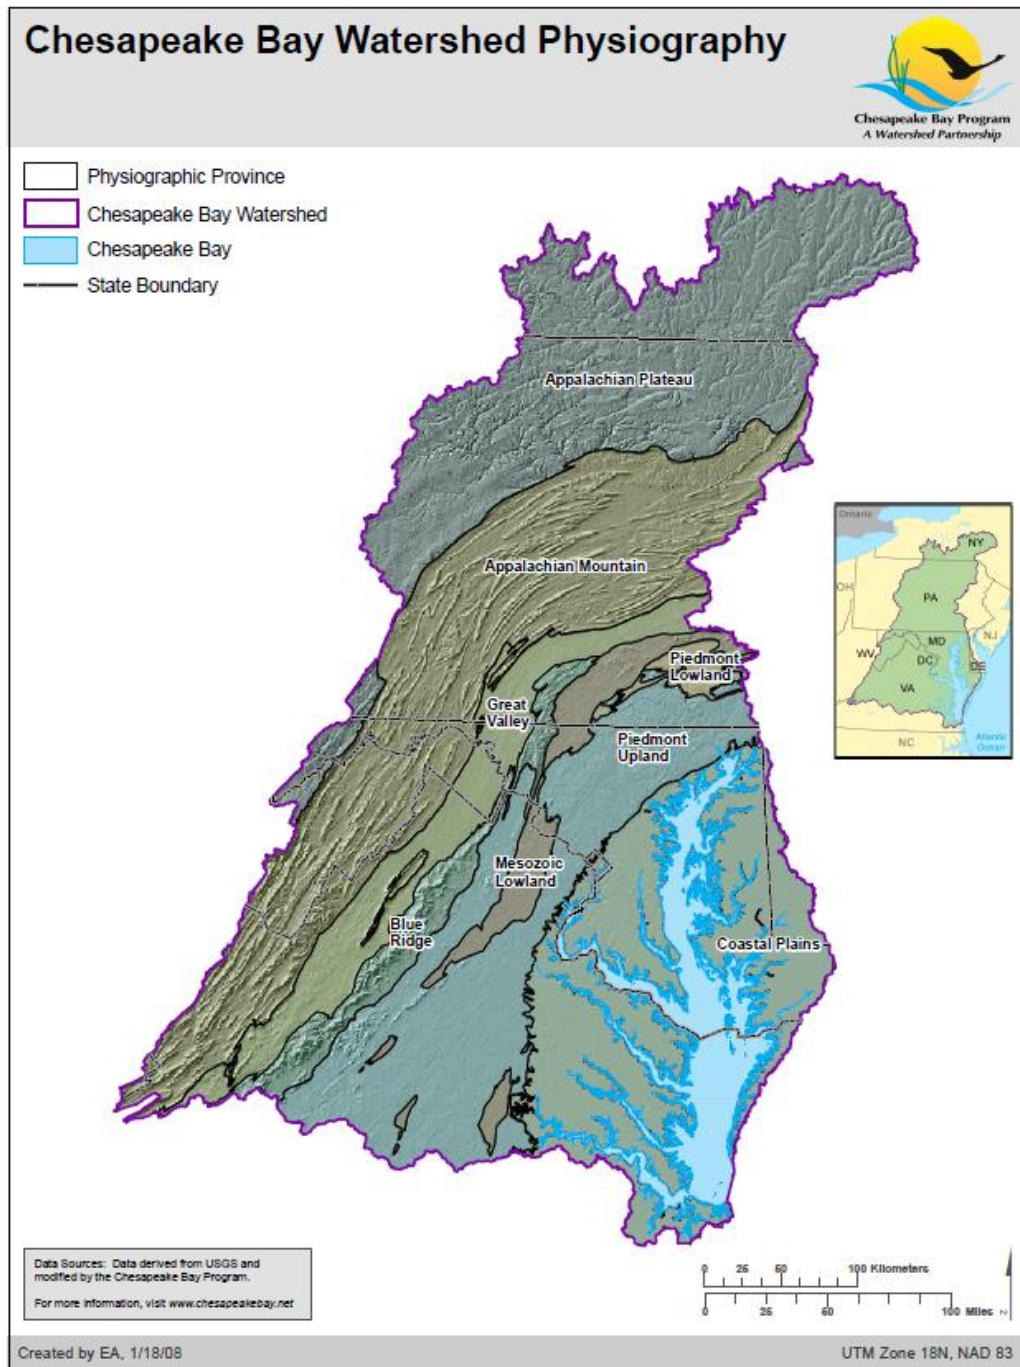 Chesapeake Bay Watershed Physiography
Chesapeake Bay Program
A Watershed Partnership
Physiographic Province
Chesapeake Bay Watershed
Chesapeake Bay
State Boundary
Appalachian Plateau
Appalachian Mountain
Piedmont
Lowland
Great
Valley
Piedmont
Upland
Mesozoic
Lowland
Blue
Ridge
Coastal Plains
Ontario
NY
OH
PA
NJ
MD
WV
DC
DE
VA
NC
Atlantic
Ocean
Data Sources: Data derived from USGS and
modified by the Chesapeake Bay Program.
For more information, visit www.chesapeakebay.net
0 25 50 100 Kilometers
0 25 50 100 Miles
Created by EA, 1/18/08
UTM Zone 18N, NAD 83